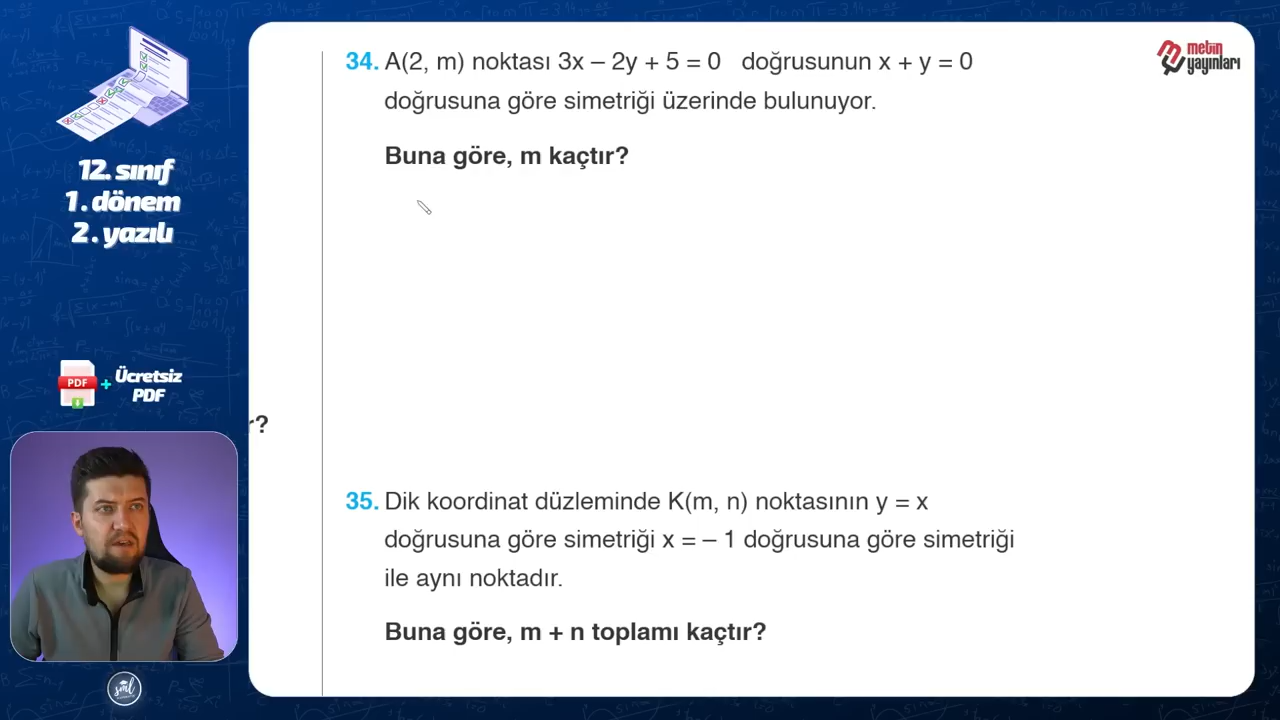 12. sınıf
1. dönem
2. yazılı
PDF
+ Ücretsiz
PDF
r?
34. A(2, m) noktası 3x – 2y + 5 = 0 doğrusunun x + y = 0
doğrusuna göre simetriği üzerinde bulunuyor.
Buna göre, m kaçtır?
metin
yayınları
35. Dik koordinat düzleminde K(m, n) noktasının y = x
doğrusuna göre simetriği x = – 1 doğrusuna göre simetriği
ile aynı noktadır.
Buna göre, m + n toplamı kaçtır?
sml